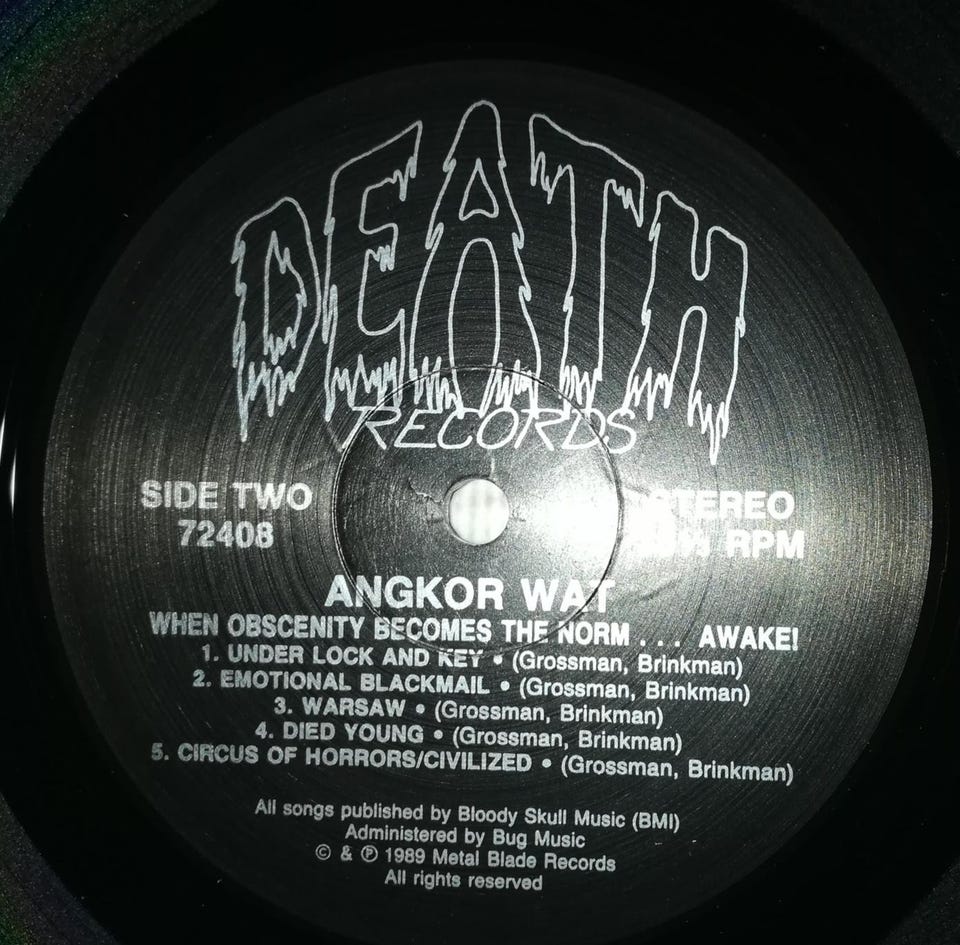 DEATH
RECORDS
SIDE TWO
72408
STEREO
RPM
ANGKOR WAT
WHEN OBSCENITY BECOMES THE NORM . . . AWAKE!
1. UNDER LOCK AND KEY • (Grossman, Brinkman)
2. EMOTIONAL BLACKMAIL • (Grossman, Brinkman)
3. WARSAW • (Grossman, Brinkman)
4. DIED YOUNG • (Grossman, Brinkman)
5. CIRCUS OF HORRORS/CIVILIZED • (Grossman, Brinkman)
All songs published by Bloody Skull Music (BMI)
Administered by Bug Music
© & ℗ 1989 Metal Blade Records
All rights reserved